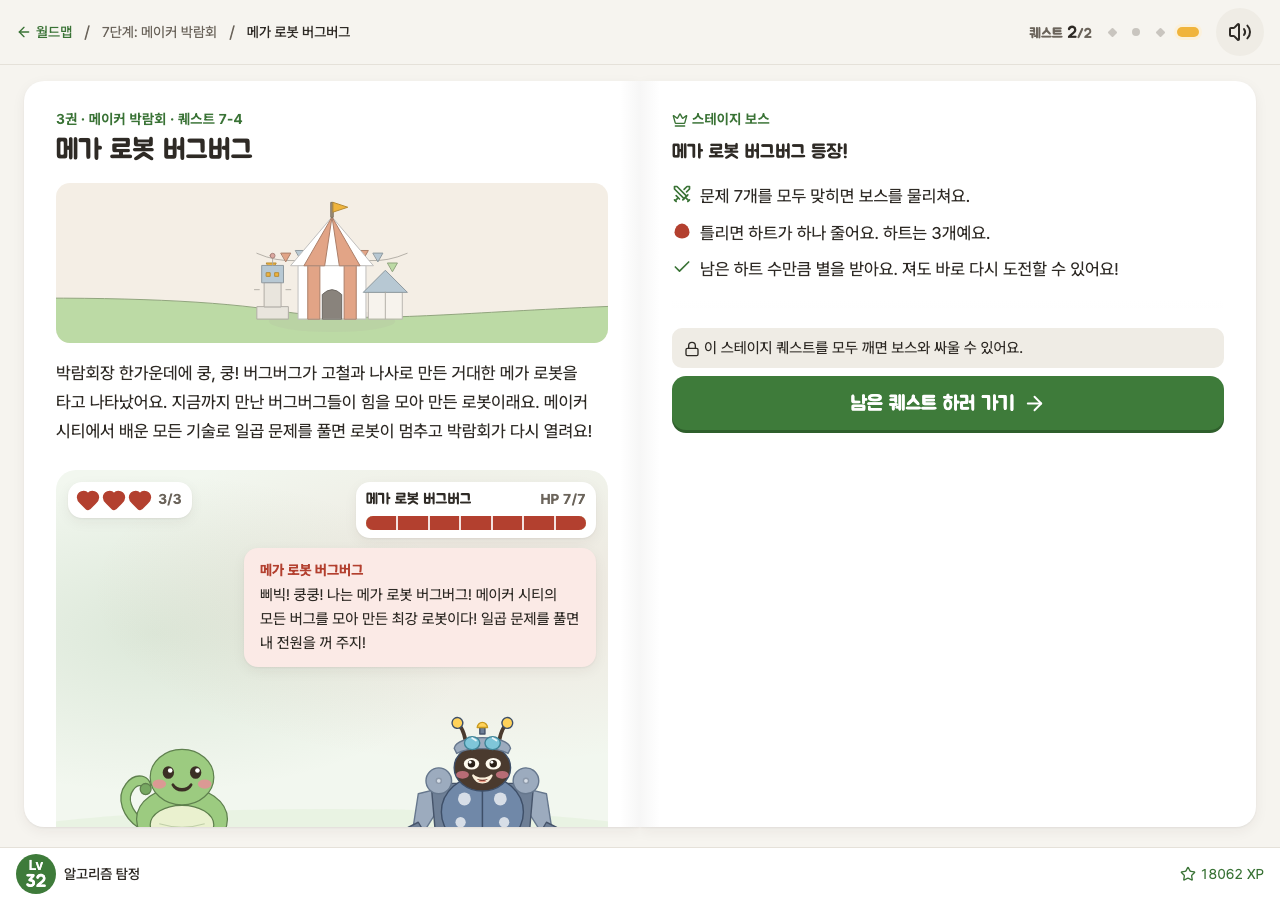 월드맵 / 7단계: 메이커 박람회 / 메가 로봇 버그버그
퀘스트 2/2
3권 · 메이커 박람회 · 퀘스트 7-4
메가 로봇 버그버그
박람회장 한가운데에 쿵, 쿵! 버그버그가 고철과 나사로 만든 거대한 메가 로봇을
타고 나타났어요. 지금까지 만난 버그버그들이 힘을 모아 만든 로봇이래요. 메이커
시티에서 배운 모든 기술로 일곱 문제를 풀면 로봇이 멈추고 박람회가 다시 열려요!
3/3
메가 로봇 버그버그 HP 7/7
메가 로봇 버그버그
삐빅! 쿵쿵! 나는 메가 로봇 버그버그! 메이커 시티의
모든 버그를 모아 만든 최강 로봇이다! 일곱 문제를 풀면
내 전원을 꺼 주지!
스테이지 보스
메가 로봇 버그버그 등장!
문제 7개를 모두 맞히면 보스를 물리쳐요.
틀리면 하트가 하나 줄어요. 하트는 3개예요.
남은 하트 수만큼 별을 받아요. 져도 바로 다시 도전할 수 있어요!
이 스테이지 퀘스트를 모두 깨면 보스와 싸울 수 있어요.
남은 퀘스트 하러 가기
Lv
32
알고리즘 탐정
18062 XP